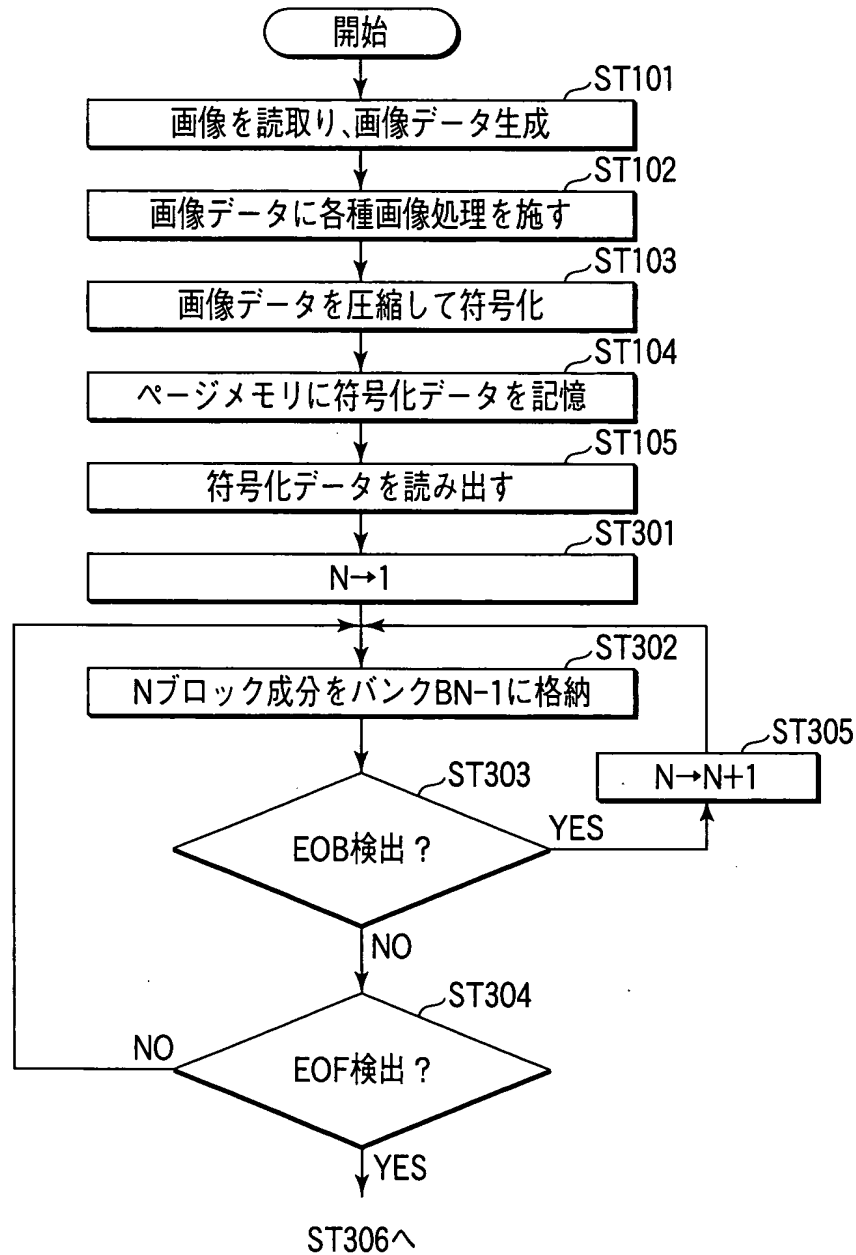 開始
ST101
画像を読取り、画像データ生成
ST102
画像データに各種画像処理を施す
ST103
画像データを圧縮して符号化
ST104
ページメモリに符号化データを記憶
ST105
符号化データを読み出す
ST301
N→1
ST302
Nブロック成分をバンクBN-1に格納
ST305
N→N+1
ST303
EOB検出?
YES
NO
ST304
EOF検出?
NO
YES
ST306へ